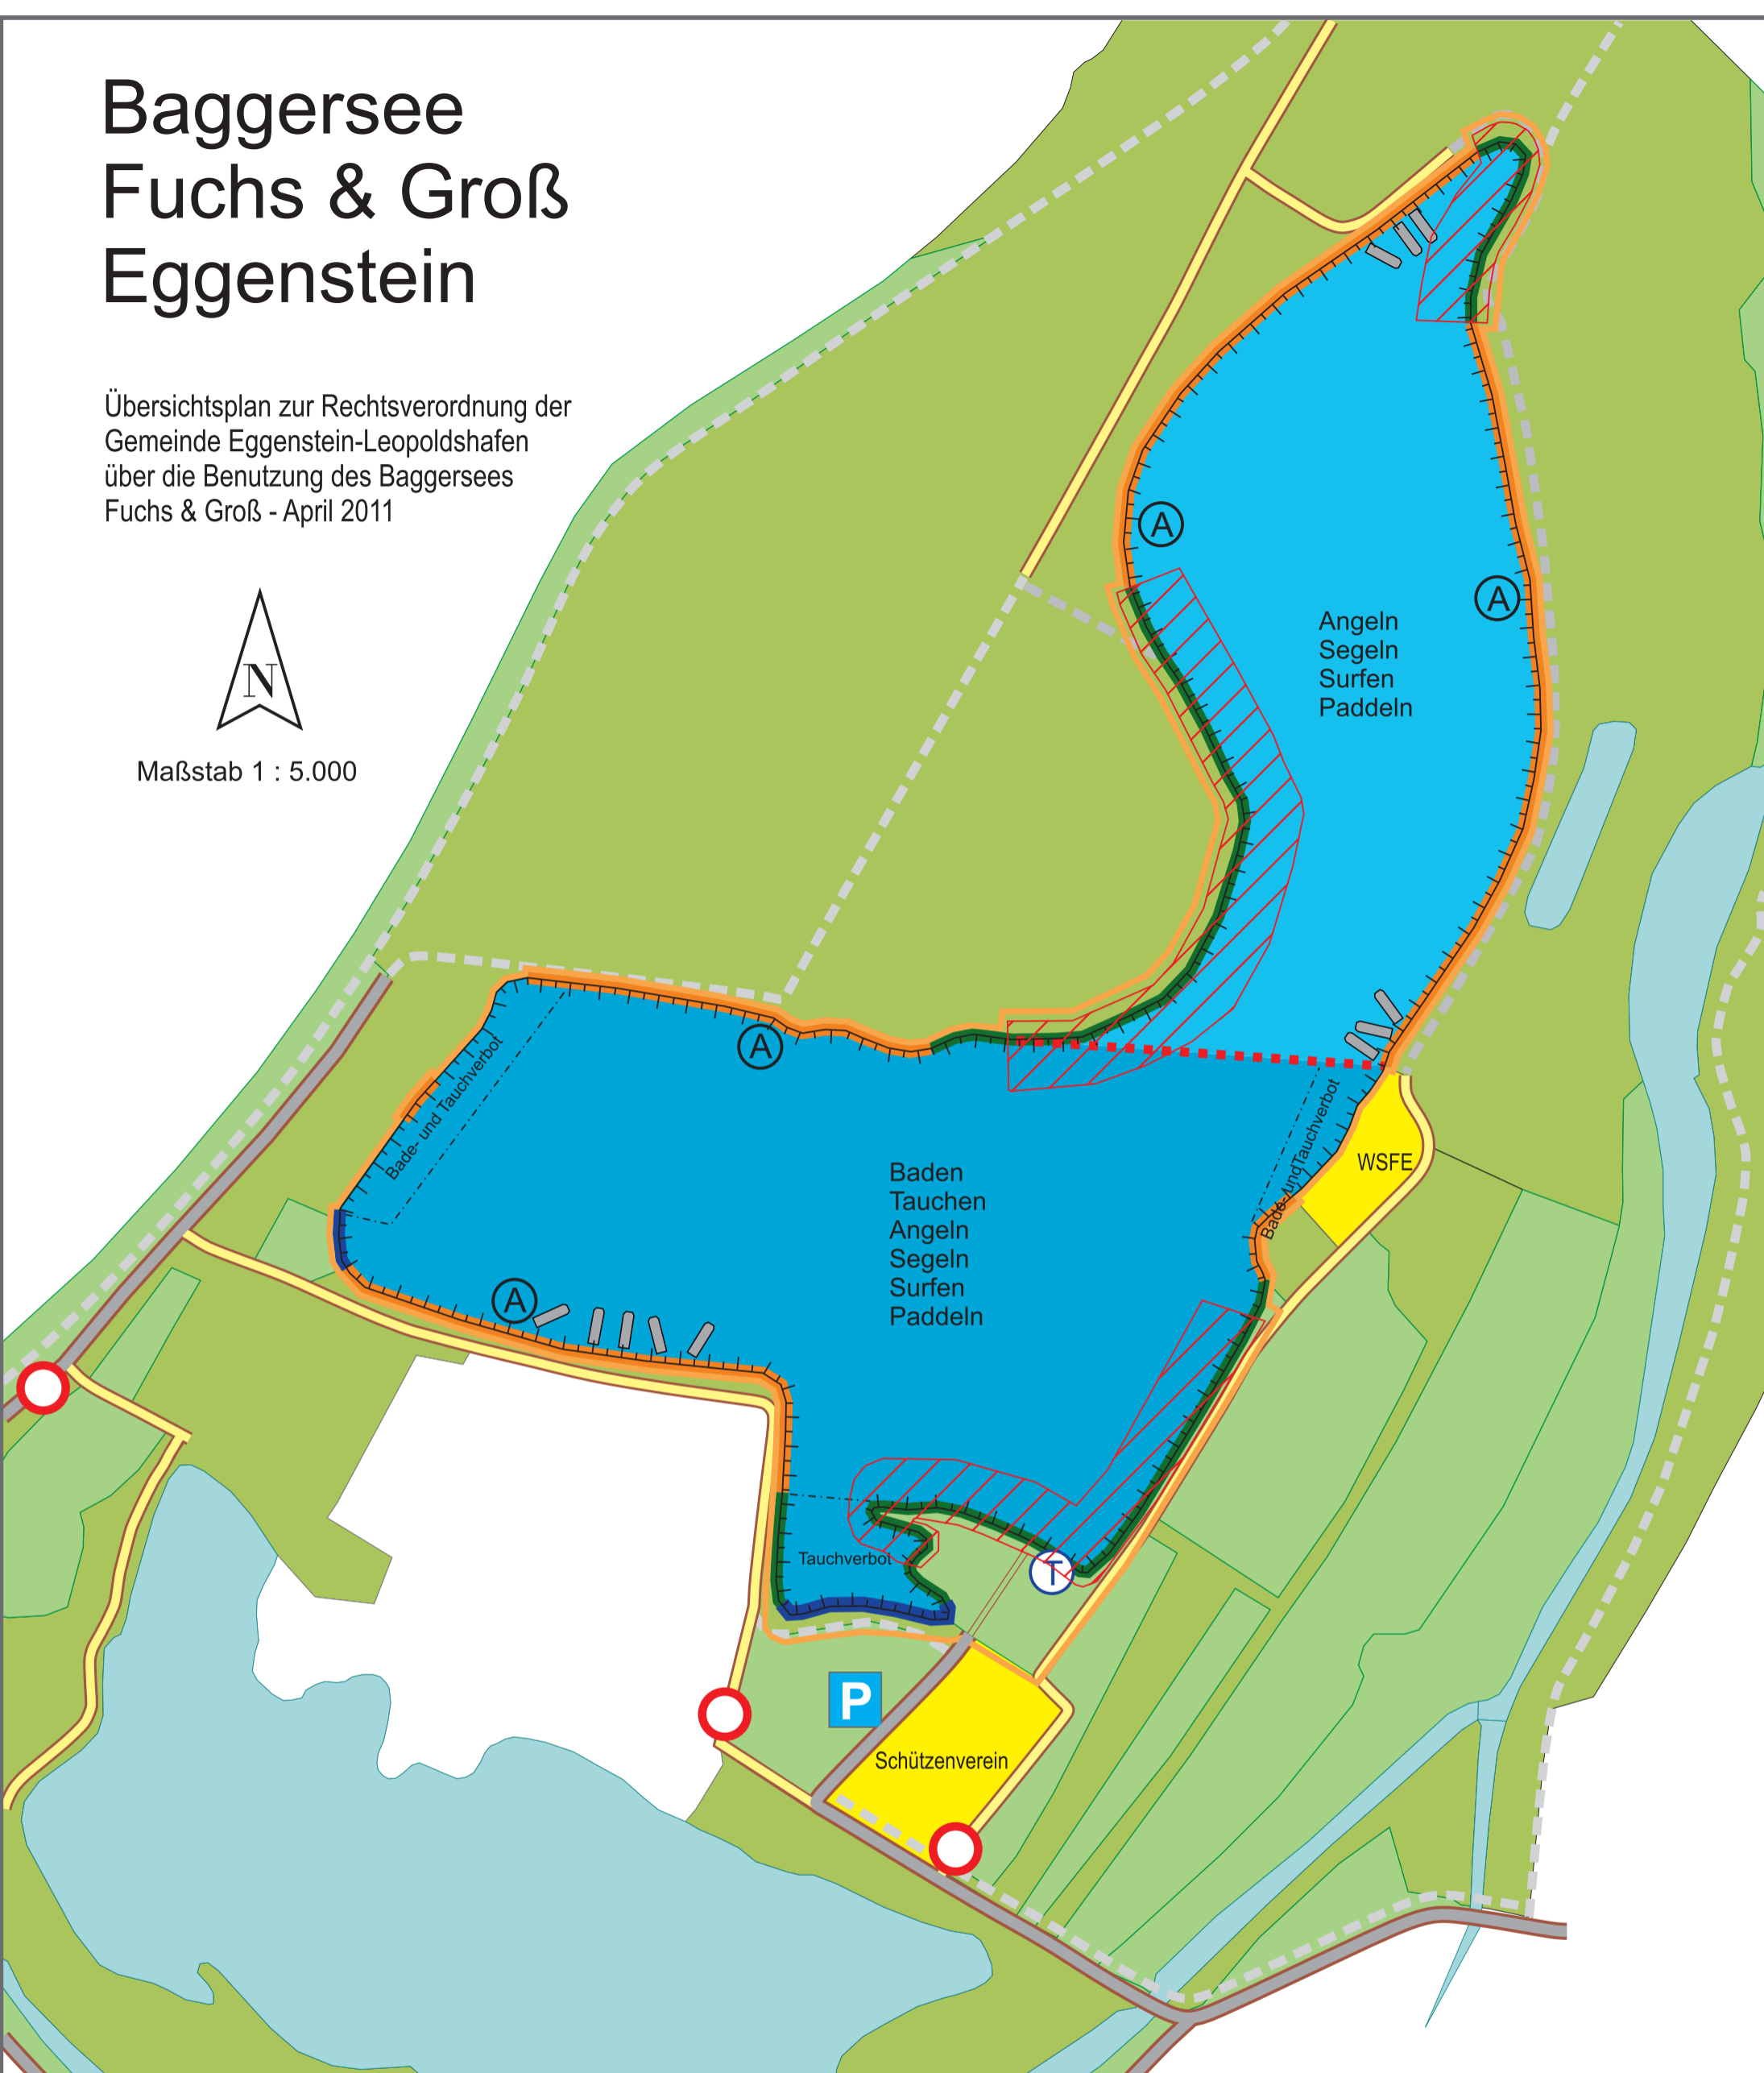 Baggersee
Fuchs & Groß
Eggenstein
Übersichtsplan zur Rechtsverordnung der
Gemeinde Eggenstein-Leopoldshafen
über die Benutzung des Baggersees
Fuchs & Groß - April 2011
N
Maßstab 1 : 5.000
A
A
Angeln
Segeln
Surfen
Paddeln
A
Bade- und Tauchverbot
Bade- und Tauchverbot
WSFE
Baden
Tauchen
Angeln
Segeln
Surfen
Paddeln
A
Tauchverbot
T
P
Schützenverein